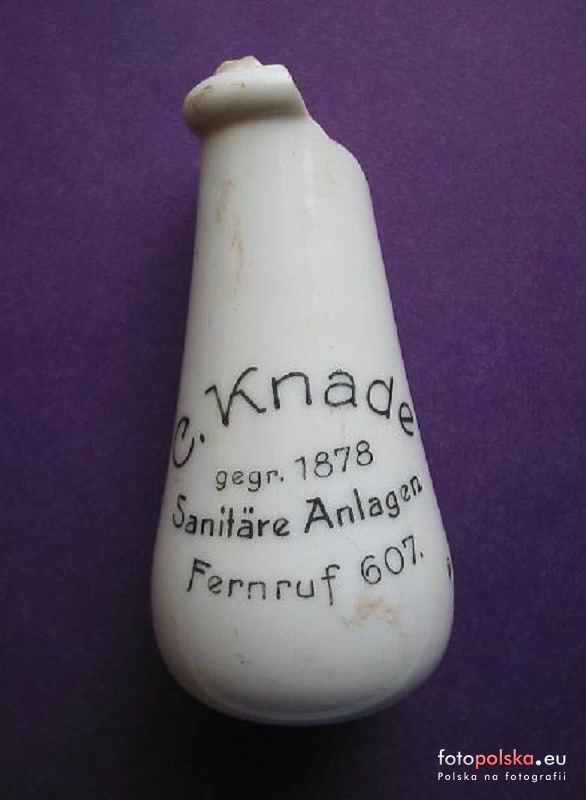 C. Knade
gegr. 1878
Sanitäre Anlagen
Fernruf 607.
fotopolska.eu
Polska na fotografii